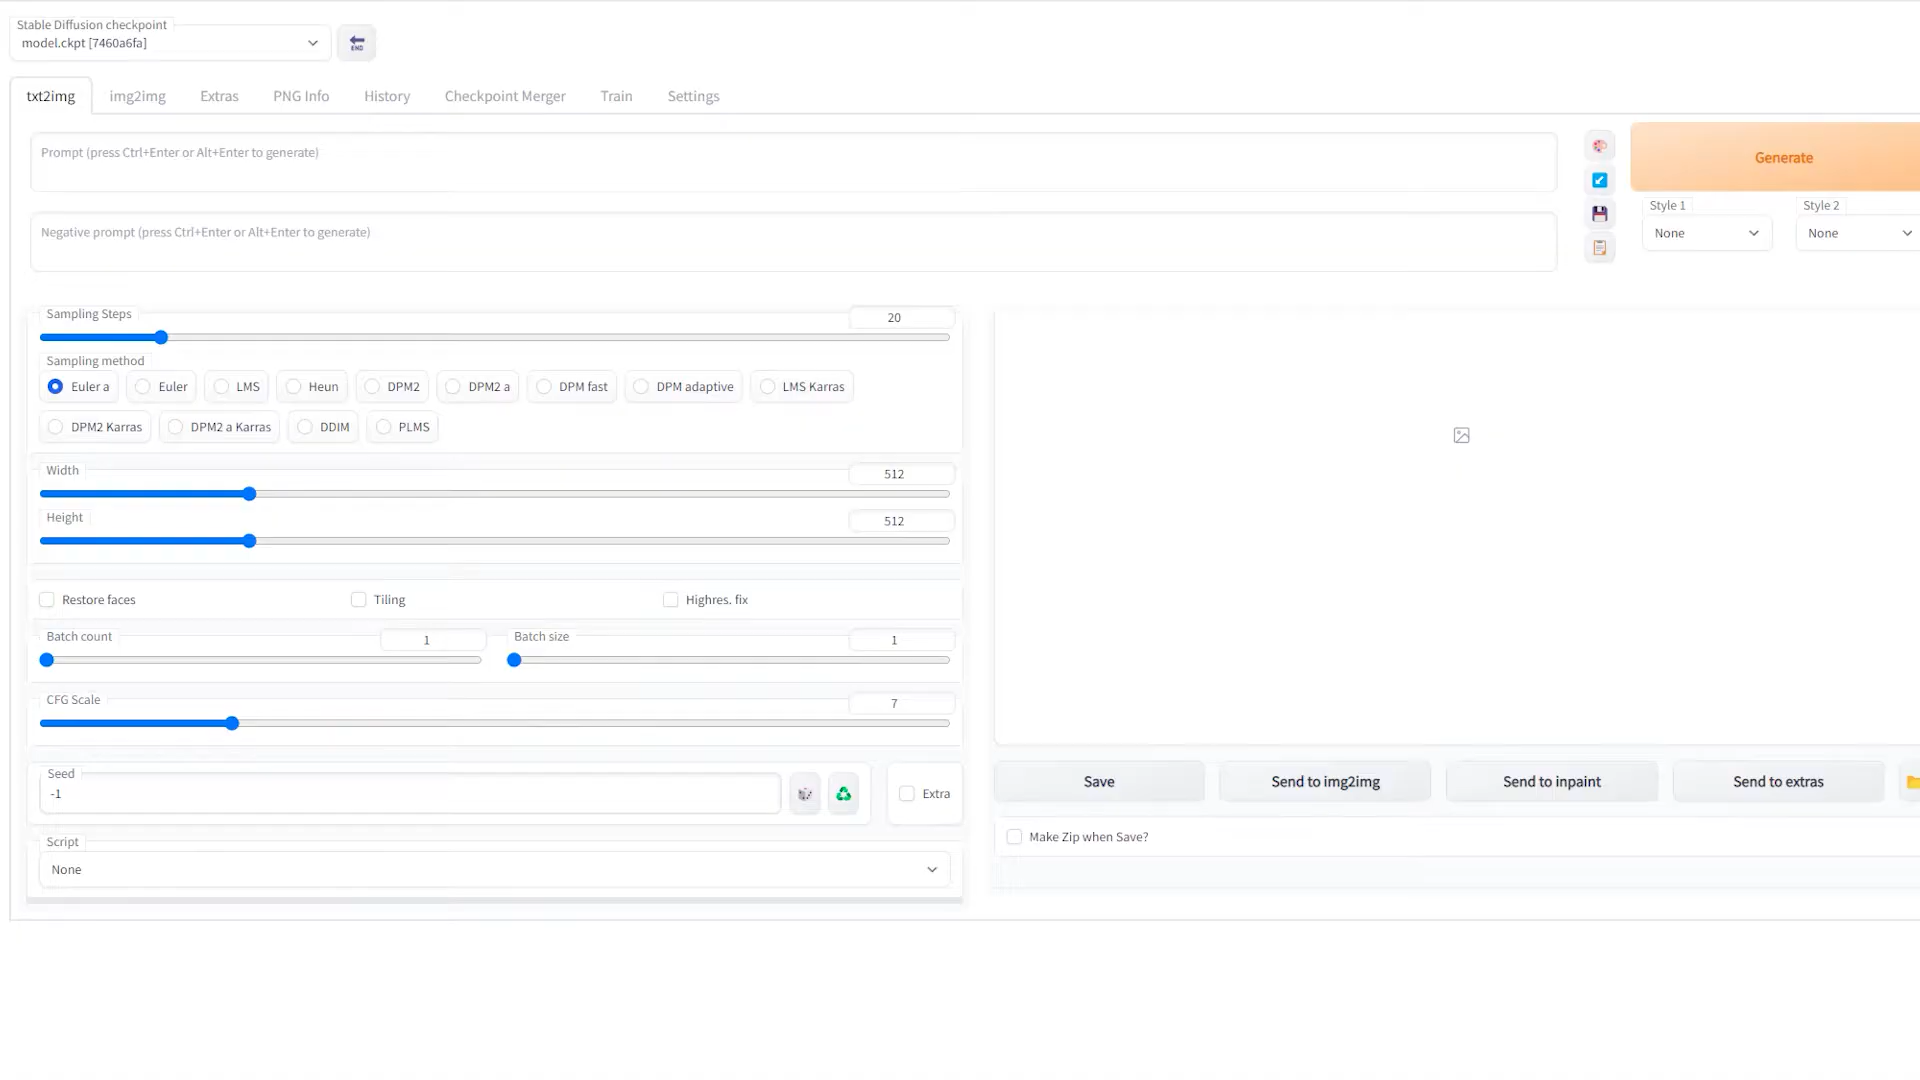 Stable Diffusion checkpoint
model.ckpt [7460a6fa]
END
txt2img img2img Extras PNG Info History Checkpoint Merger Train Settings
Prompt (press Ctrl+Enter or Alt+Enter to generate)
Generate
Negative prompt (press Ctrl+Enter or Alt+Enter to generate)
Style 1 Style 2
None None
Sampling Steps 20
Sampling method
Euler a Euler LMS Heun DPM2 DPM2 a DPM fast DPM adaptive LMS Karras
DPM2 Karras DPM2 a Karras DDIM PLMS
Width 512
Height 512
Restore faces Tiling Highres. fix
Batch count 1 Batch size 1
CFG Scale 7
Seed
-1
Extra
Script
None
Save Send to img2img Send to inpaint Send to extras
Make Zip when Save?